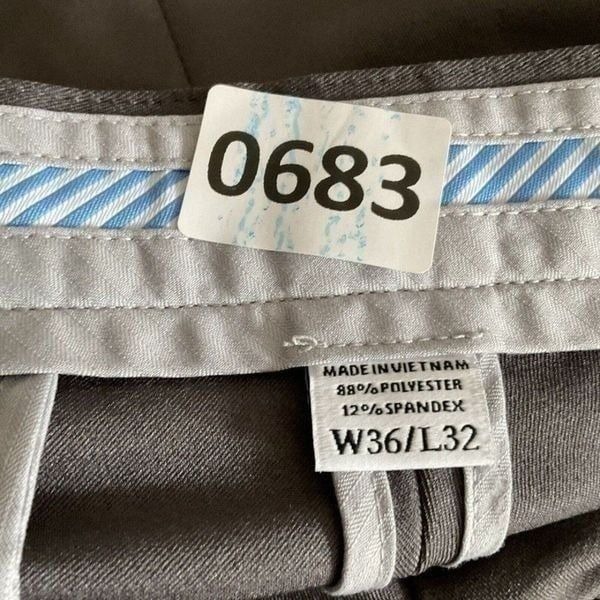 0683
MADE IN VIETNAM
88% POLYESTER
12% SPANDEX
W36/L32